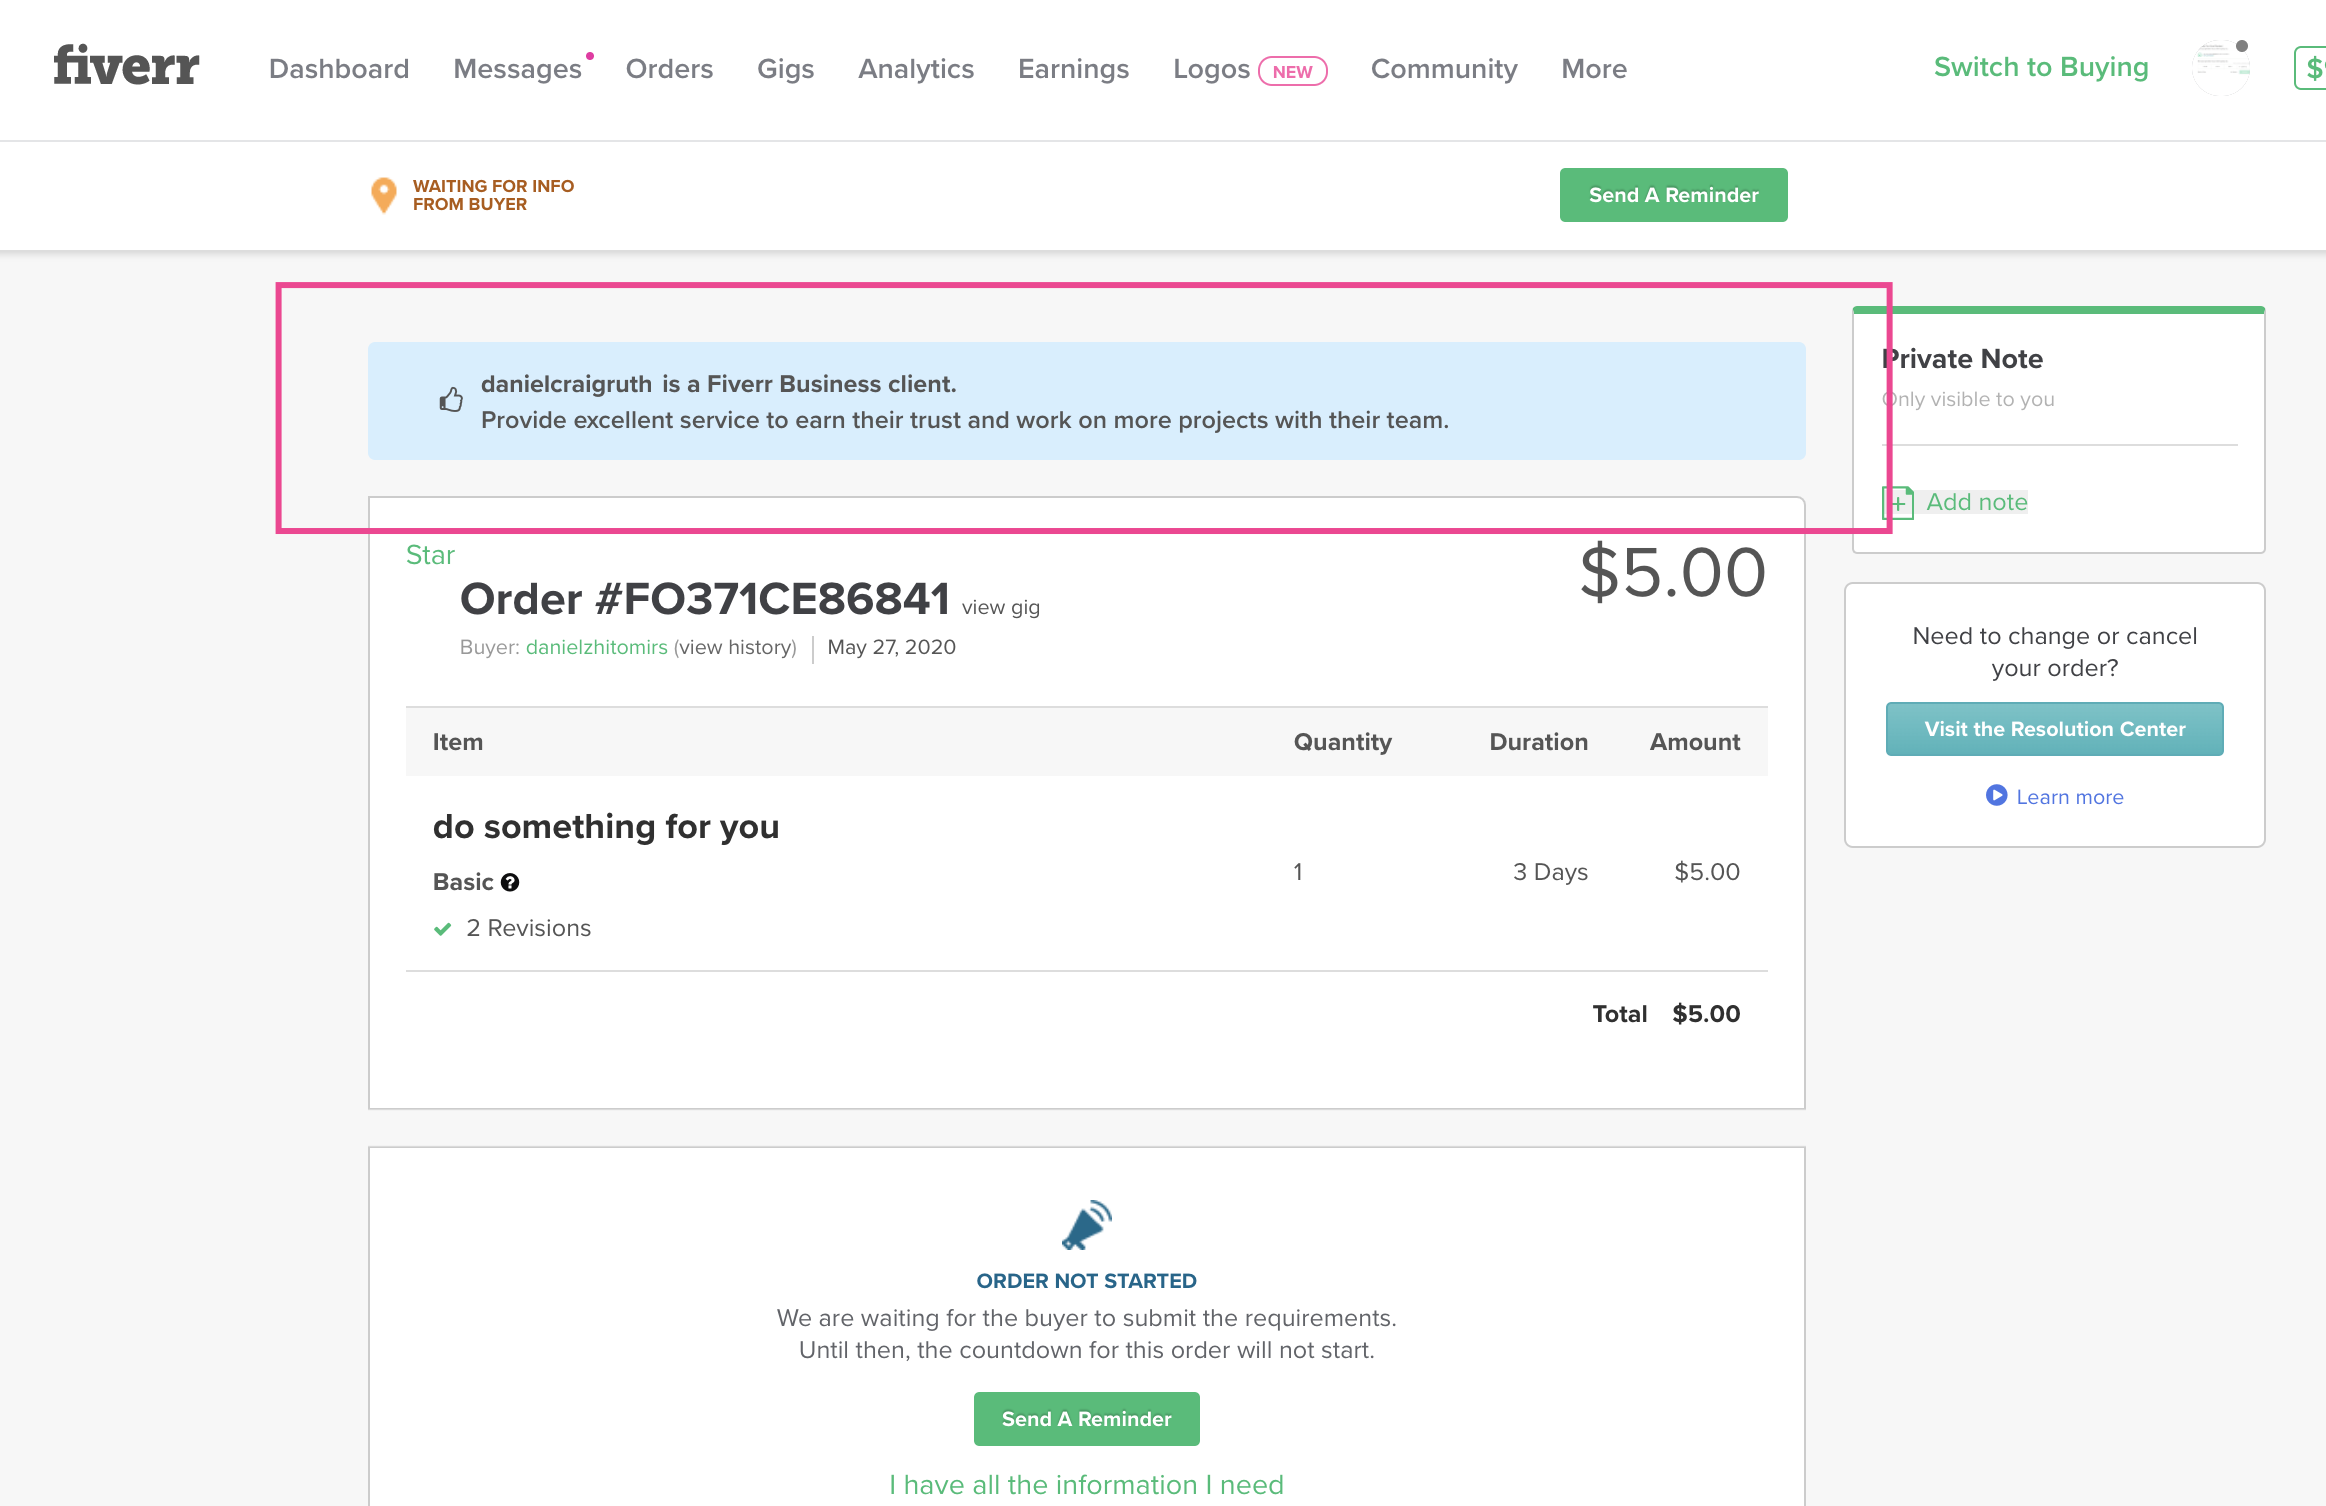 fiverr
Dashboard Messages Orders Gigs Analytics Earnings Logos NEW Community More Switch to Buying
WAITING FOR INFO
FROM BUYER
Send A Reminder
danielcraigruth is a Fiverr Business client.
Provide excellent service to earn their trust and work on more projects with their team.
Private Note
Only visible to you
Add note
Star
$5.00
Order #FO371CE86841 view gig
Buyer: danielzhitomirs (view history) May 27, 2020
Need to change or cancel
your order?
Visit the Resolution Center
Learn more
Item Quantity Duration Amount
do something for you
Basic
1 3 Days $5.00
2 Revisions
Total $5.00
ORDER NOT STARTED
We are waiting for the buyer to submit the requirements.
Until then, the countdown for this order will not start.
Send A Reminder
I have all the information I need